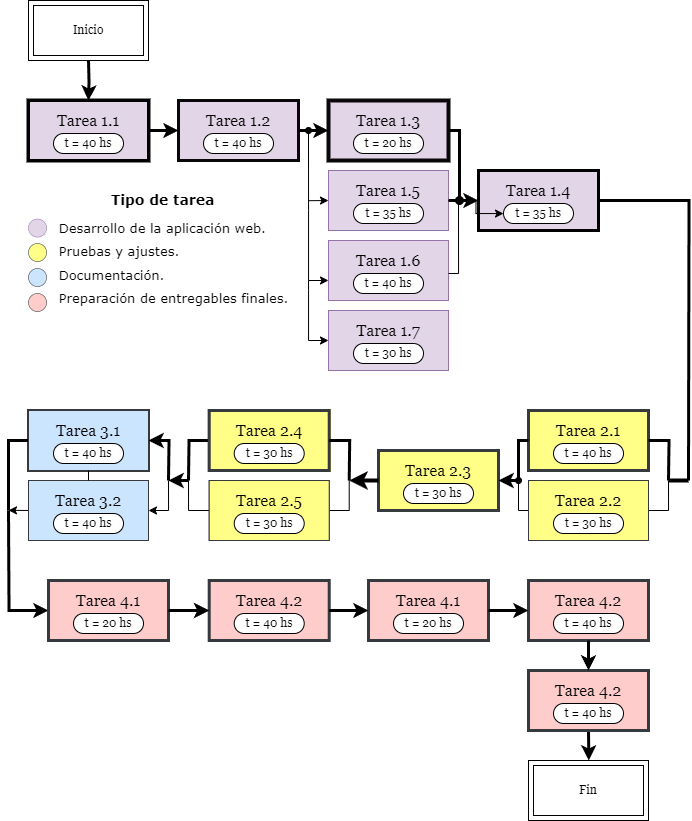 Inicio
Tarea 1.1
t = 40 hs
Tarea 1.2
t = 40 hs
Tarea 1.3
t = 20 hs
Tarea 1.5
t = 35 hs
Tarea 1.4
t = 35 hs
Tarea 1.6
t = 40 hs
Tarea 1.7
t = 30 hs
Tipo de tarea
Desarrollo de la aplicación web.
Pruebas y ajustes.
Documentación.
Preparación de entregables finales.
Tarea 3.1
t = 40 hs
Tarea 2.4
t = 30 hs
Tarea 2.3
t = 30 hs
Tarea 2.1
t = 40 hs
Tarea 3.2
t = 40 hs
Tarea 2.5
t = 30 hs
Tarea 2.2
t = 30 hs
Tarea 4.1
t = 20 hs
Tarea 4.2
t = 40 hs
Tarea 4.1
t = 20 hs
Tarea 4.2
t = 40 hs
Tarea 4.2
t = 40 hs
Fin